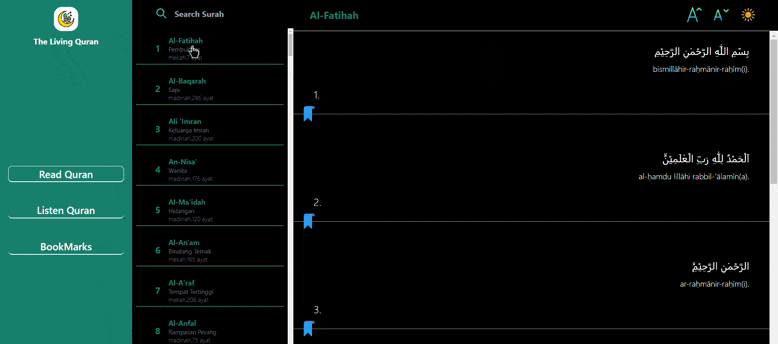 The Living Quran
Read Quran
Listen Quran
BookMarks
Search Surah
1
Al-Fatihah
mekah,7 ayat
2
Al-Baqarah
Sapi
madinah,286 ayat
3
Ali 'Imran
Keluarga Imran
madinah,200 ayat
4
An-Nisa'
Wanita
madinah,176 ayat
5
Al-Ma'idah
Hidangan
madinah,120 ayat
6
Al-An'am
Binatang Ternak
mekah,165 ayat
7
Al-A'raf
Tempat Tertinggi
mekah,206 ayat
8
Al-Anfal
Rampasan Perang
madinah,75 ayat
Al-Fatihah
A A
بِسْمِ اللّٰهِ الرَّحْمٰنِ الرَّحِيْمِ
bismillāhir-raḥmānir-raḥīm(i).
1.
اَلْحَمْدُ لِلّٰهِ رَبِّ الْعٰلَمِيْنَۙ
al-ḥamdu lillāhi rabbil-'ālamīn(a).
2.
الرَّحْمٰنِ الرَّحِيْمِۙ
ar-raḥmānir-raḥīm(i).
3.